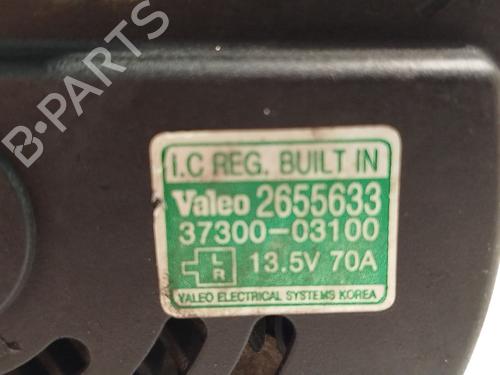 B-PARTS
I.C REG. BUILT IN
Valeo 2655633
37300-03100
L
R
13.5V 70A
VALEO ELECTRICAL SYSTEMS KOREA